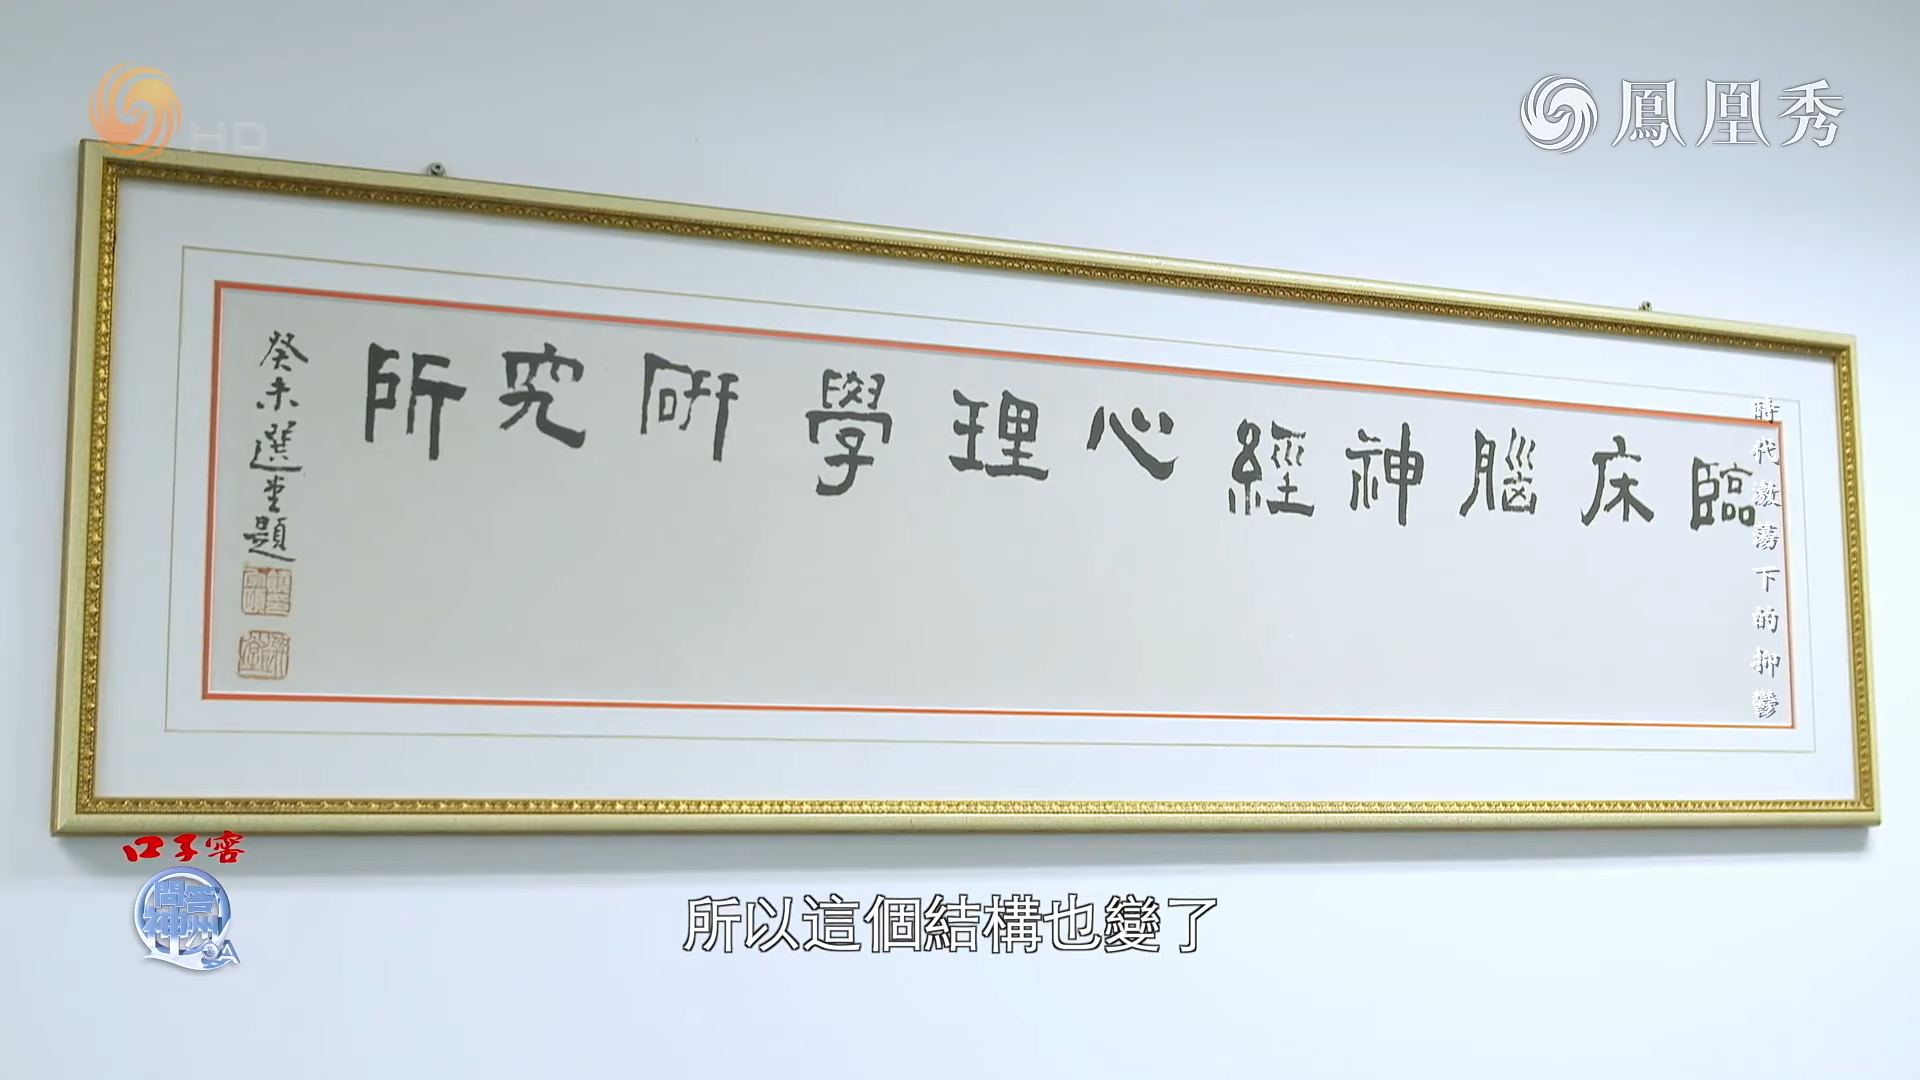 HD
鳳凰秀
臨床腦神經心理學研究所
癸未選堂題
時代激蕩下的抑鬱
口子窖
問答神州
所以這個結構也變了